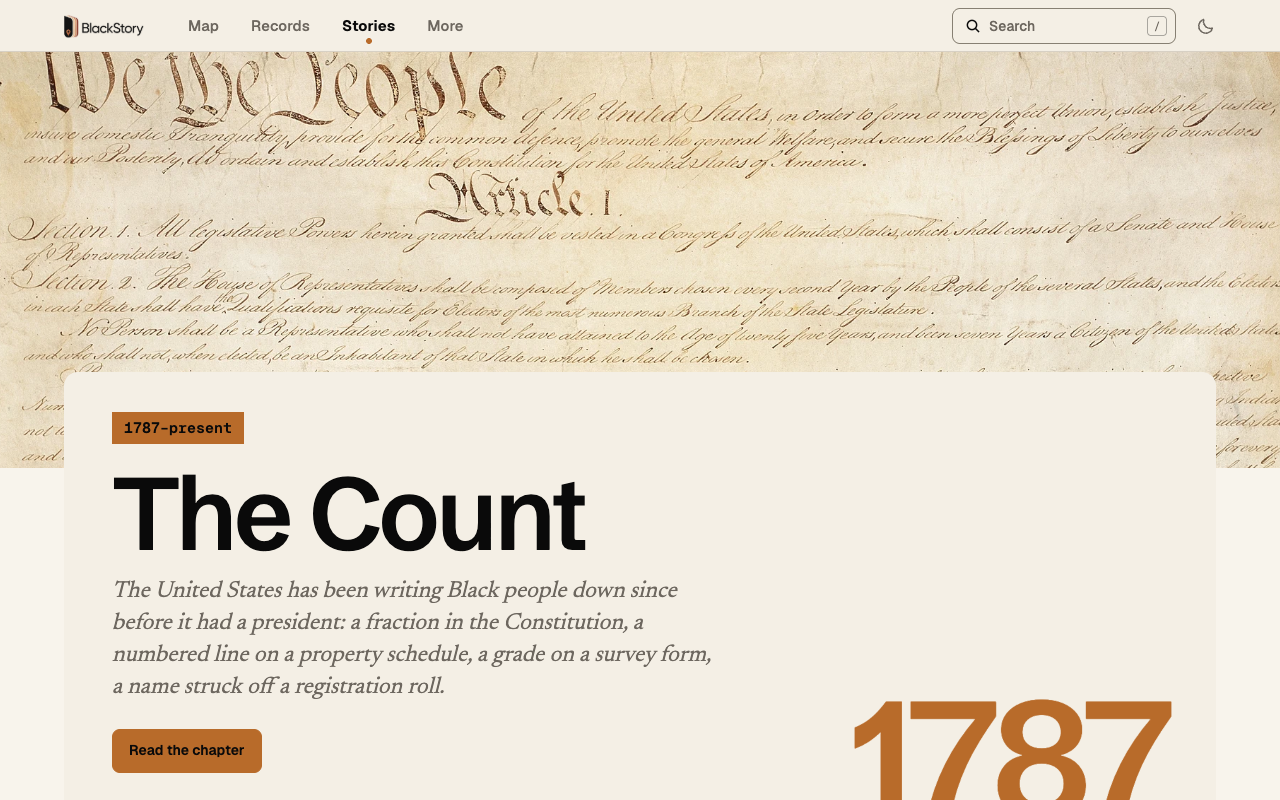 BlackStory
Map
Records
Stories
More
Search
/
We the People
of the United States, in Order to form a more perfect Union, establish Justice,
insure domestic Tranquility, provide for the common defence, promote the general Welfare, and secure the Blessings of Liberty to ourselves
and our Posterity, do ordain and establish this Constitution for the United States of America.
Article. I.
Section. 1. All legislative Powers herein granted shall be vested in a Congress of the United States, which shall consist of a Senate and House
of Representatives.
Section. 2. The House of Representatives shall be composed of Members chosen every second Year by the People of the several States, and the Electors
in each State shall have the Qualifications requisite for Electors of the most numerous Branch of the State Legislature.
No Person shall be a Representative who shall not have attained to the Age of twenty five Years, and been seven Years a Citizen of the United States,
and who shall not, when elected, be an Inhabitant of that State in which he shall be chosen.
1787–present
The Count
The United States has been writing Black people down since
before it had a president: a fraction in the Constitution, a
numbered line on a property schedule, a grade on a survey form,
a name struck off a registration roll.
Read the chapter
1787